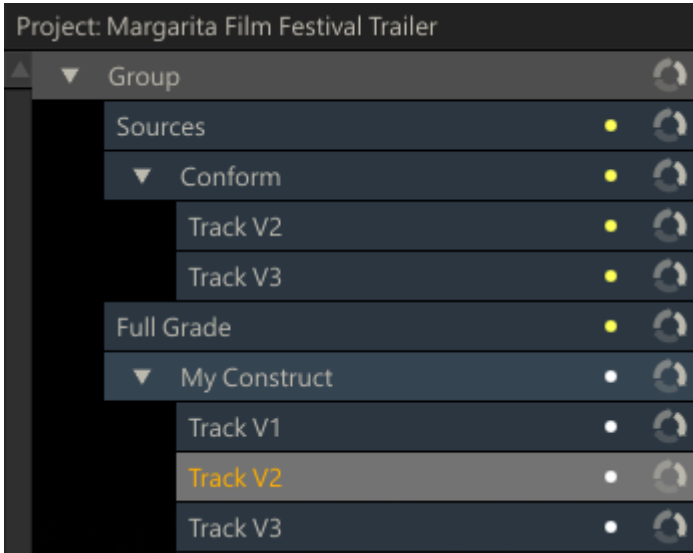 Project: Margarita Film Festival Trailer
Group
Sources
Conform
Track V2
Track V3
Full Grade
My Construct
Track V1
Track V2
Track V3